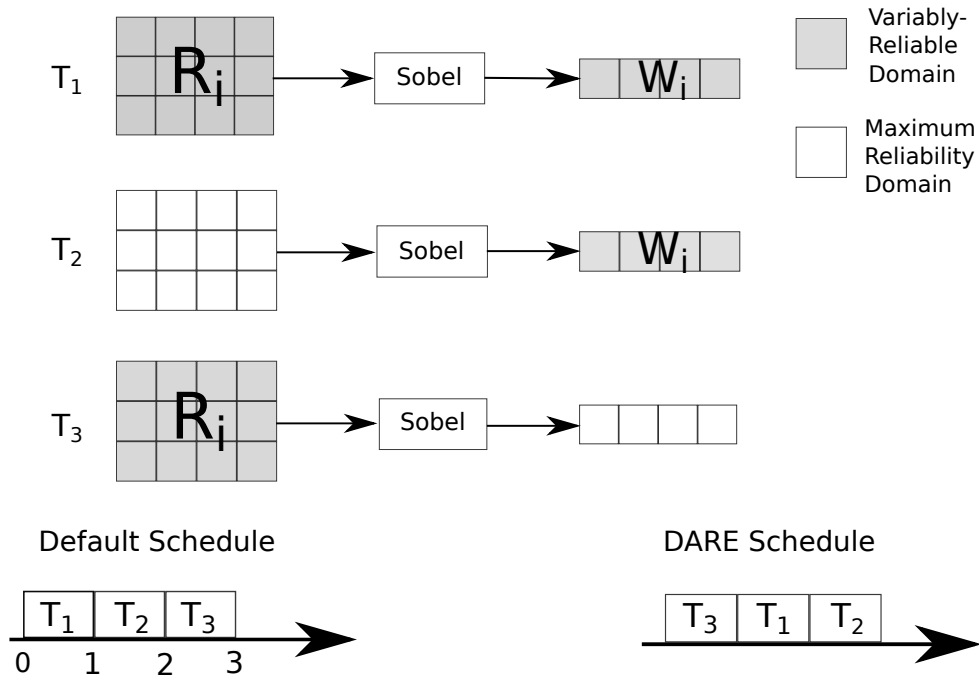 T1 Ri Sobel Wi Variably-
Reliable
Domain
Maximum
Reliability
Domain
T2 Sobel Wi
T3 Ri Sobel
Default Schedule
T1 T2 T3
0 1 2 3
DARE Schedule
T3 T1 T2